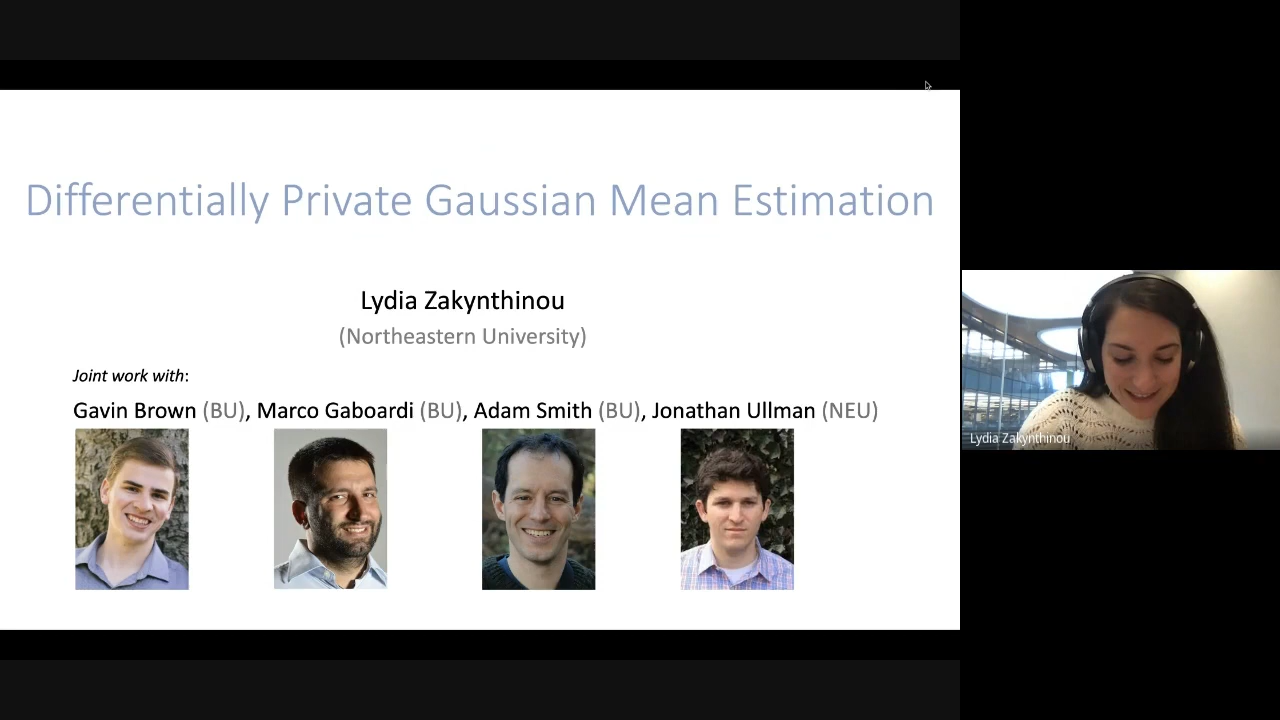 Differentially Private Gaussian Mean Estimation
Lydia Zakynthinou
(Northeastern University)
Joint work with:
Gavin Brown (BU), Marco Gaboardi (BU), Adam Smith (BU), Jonathan Ullman (NEU)
Lydia Zakynthinou